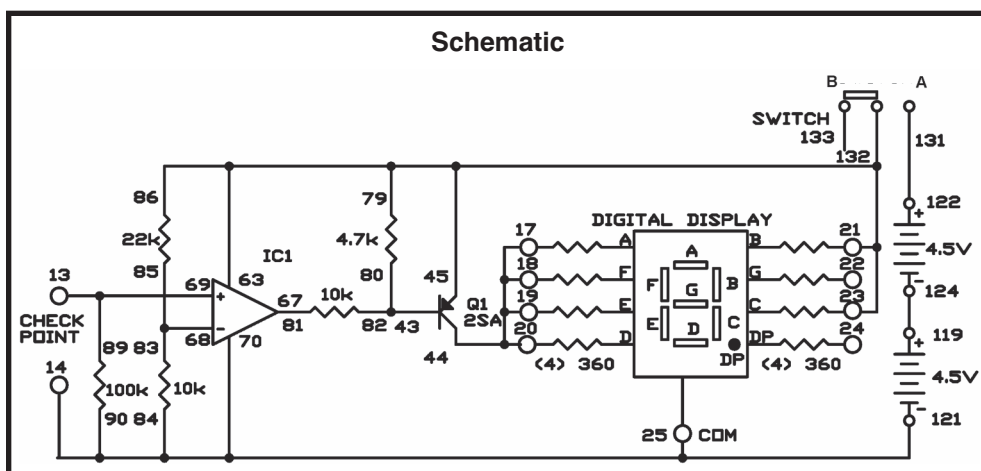 Schematic
B A
SWITCH
133
132
131
86
79
122
+
4.5V
-
22k
4.7k
DIGITAL DISPLAY
17 A A B 21
18 F F B G 22
19 E G C 23
20 D E D C DP 24
DP
(4) 360
(4) 360
IC1
85
80
45
13
69
+
63
67
10k
81
82
43
Q1
2SA
44
CHECK
POINT
-
68
70
14
89
83
100k
10k
90
84
124
119
+
4.5V
-
121
25 COM